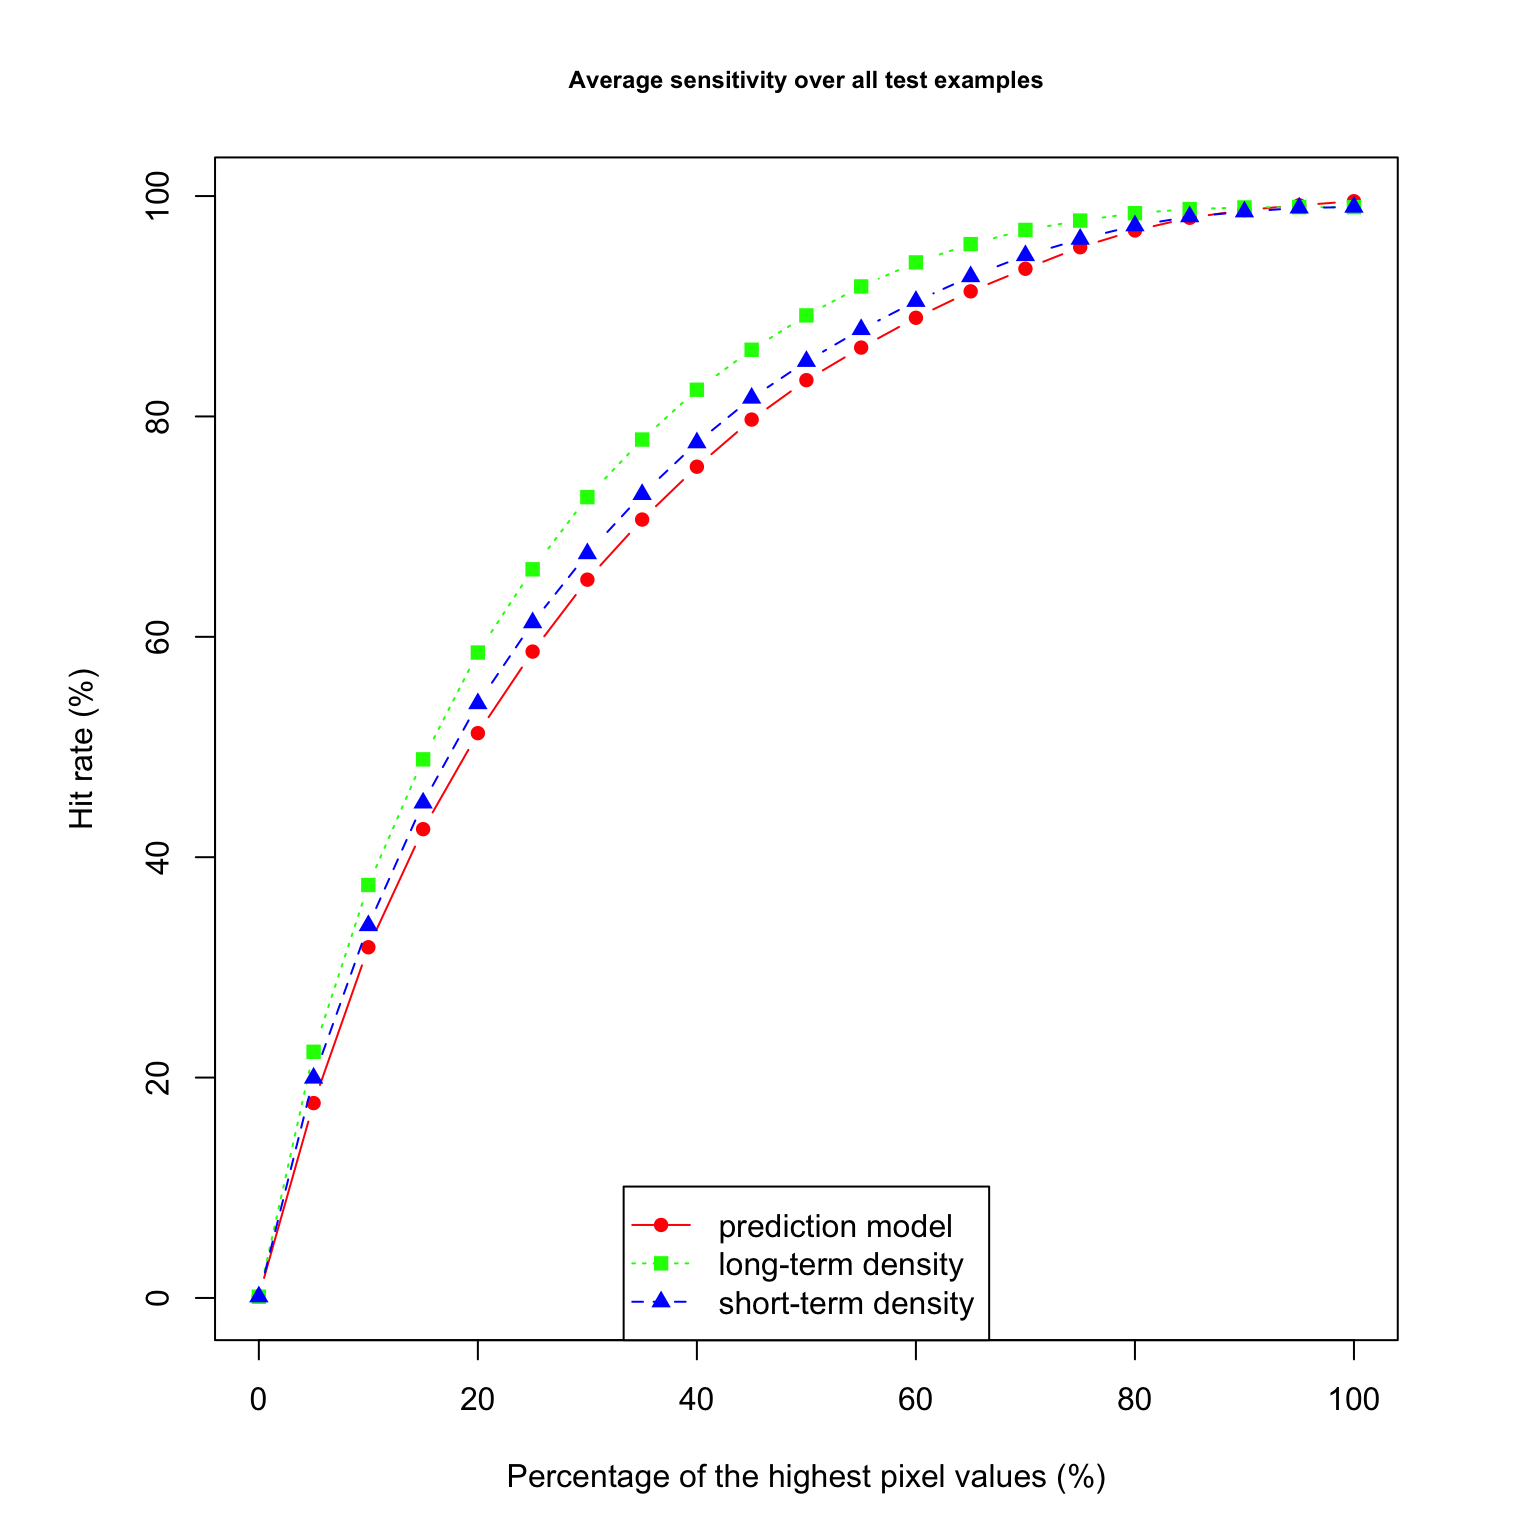 Average sensitivity over all test examples
100
80
60
40
20
0
Hit rate (%)
prediction model
long-term density
short-term density
0 20 40 60 80 100
Percentage of the highest pixel values (%)